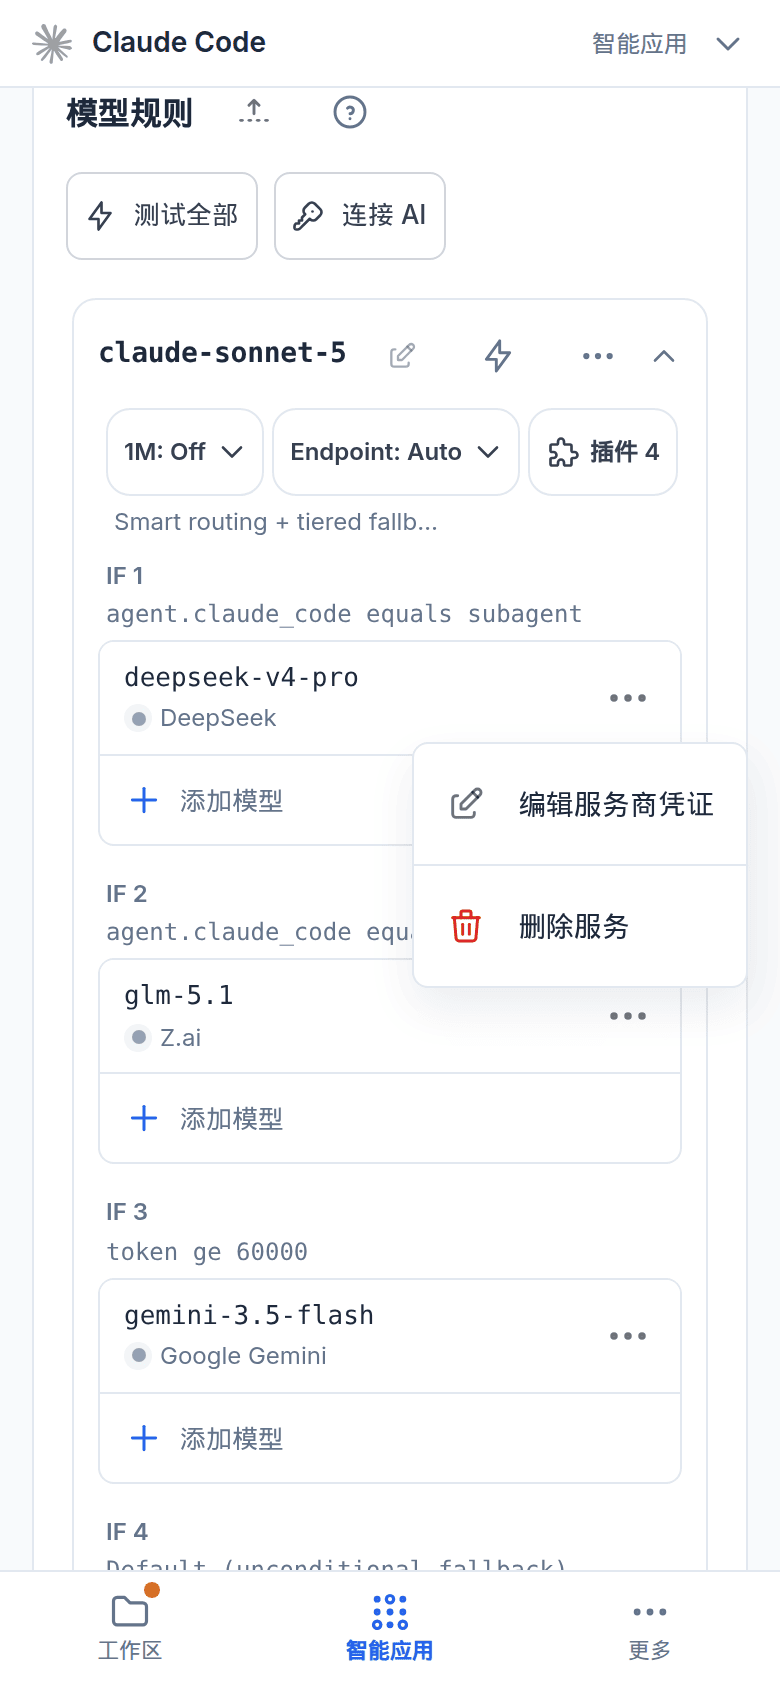 Claude Code
智能应用
模型规则
测试全部
连接 AI
claude-sonnet-5
1M: Off
Endpoint: Auto
插件 4
Smart routing + tiered fallb...
IF 1
agent.claude_code equals subagent
deepseek-v4-pro
DeepSeek
添加模型
编辑服务商凭证
删除服务
IF 2
agent.claude_code equ
glm-5.1
Z.ai
添加模型
IF 3
token ge 60000
gemini-3.5-flash
Google Gemini
添加模型
IF 4
Default (unconditional fallback)
工作区
智能应用
更多